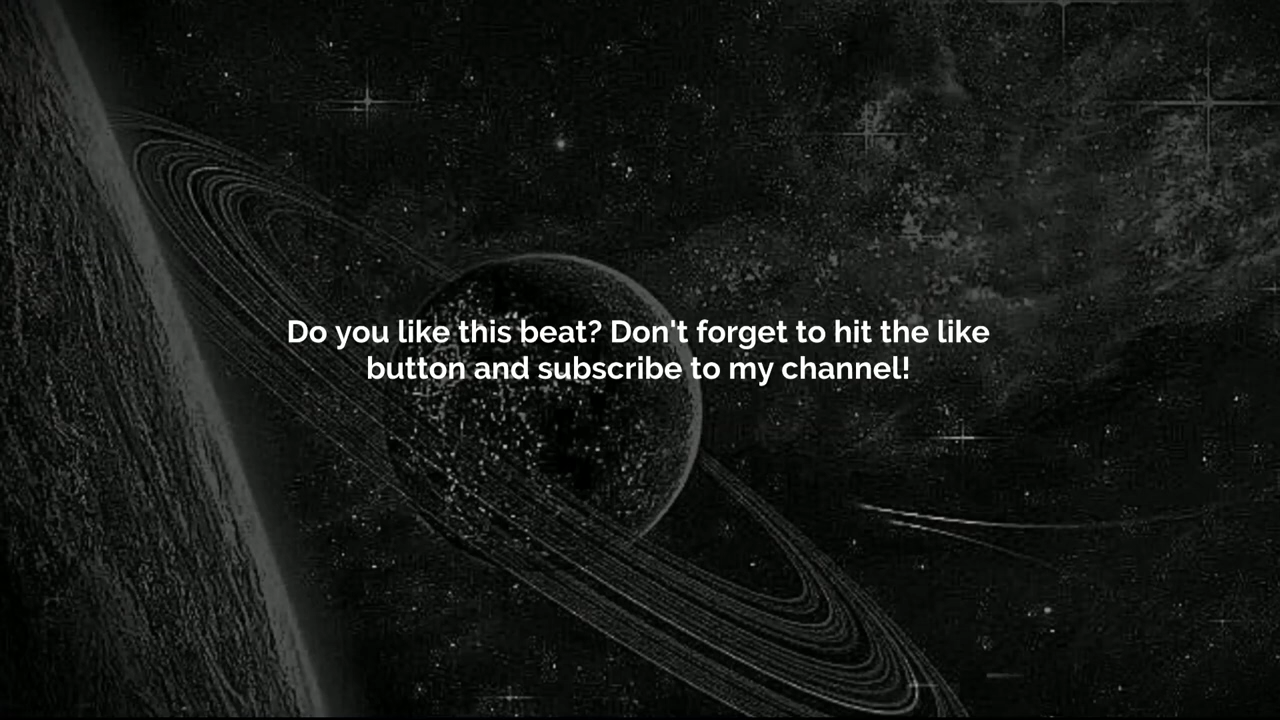 Do you like this beat? Don't forget to hit the like
button and subscribe to my channel!